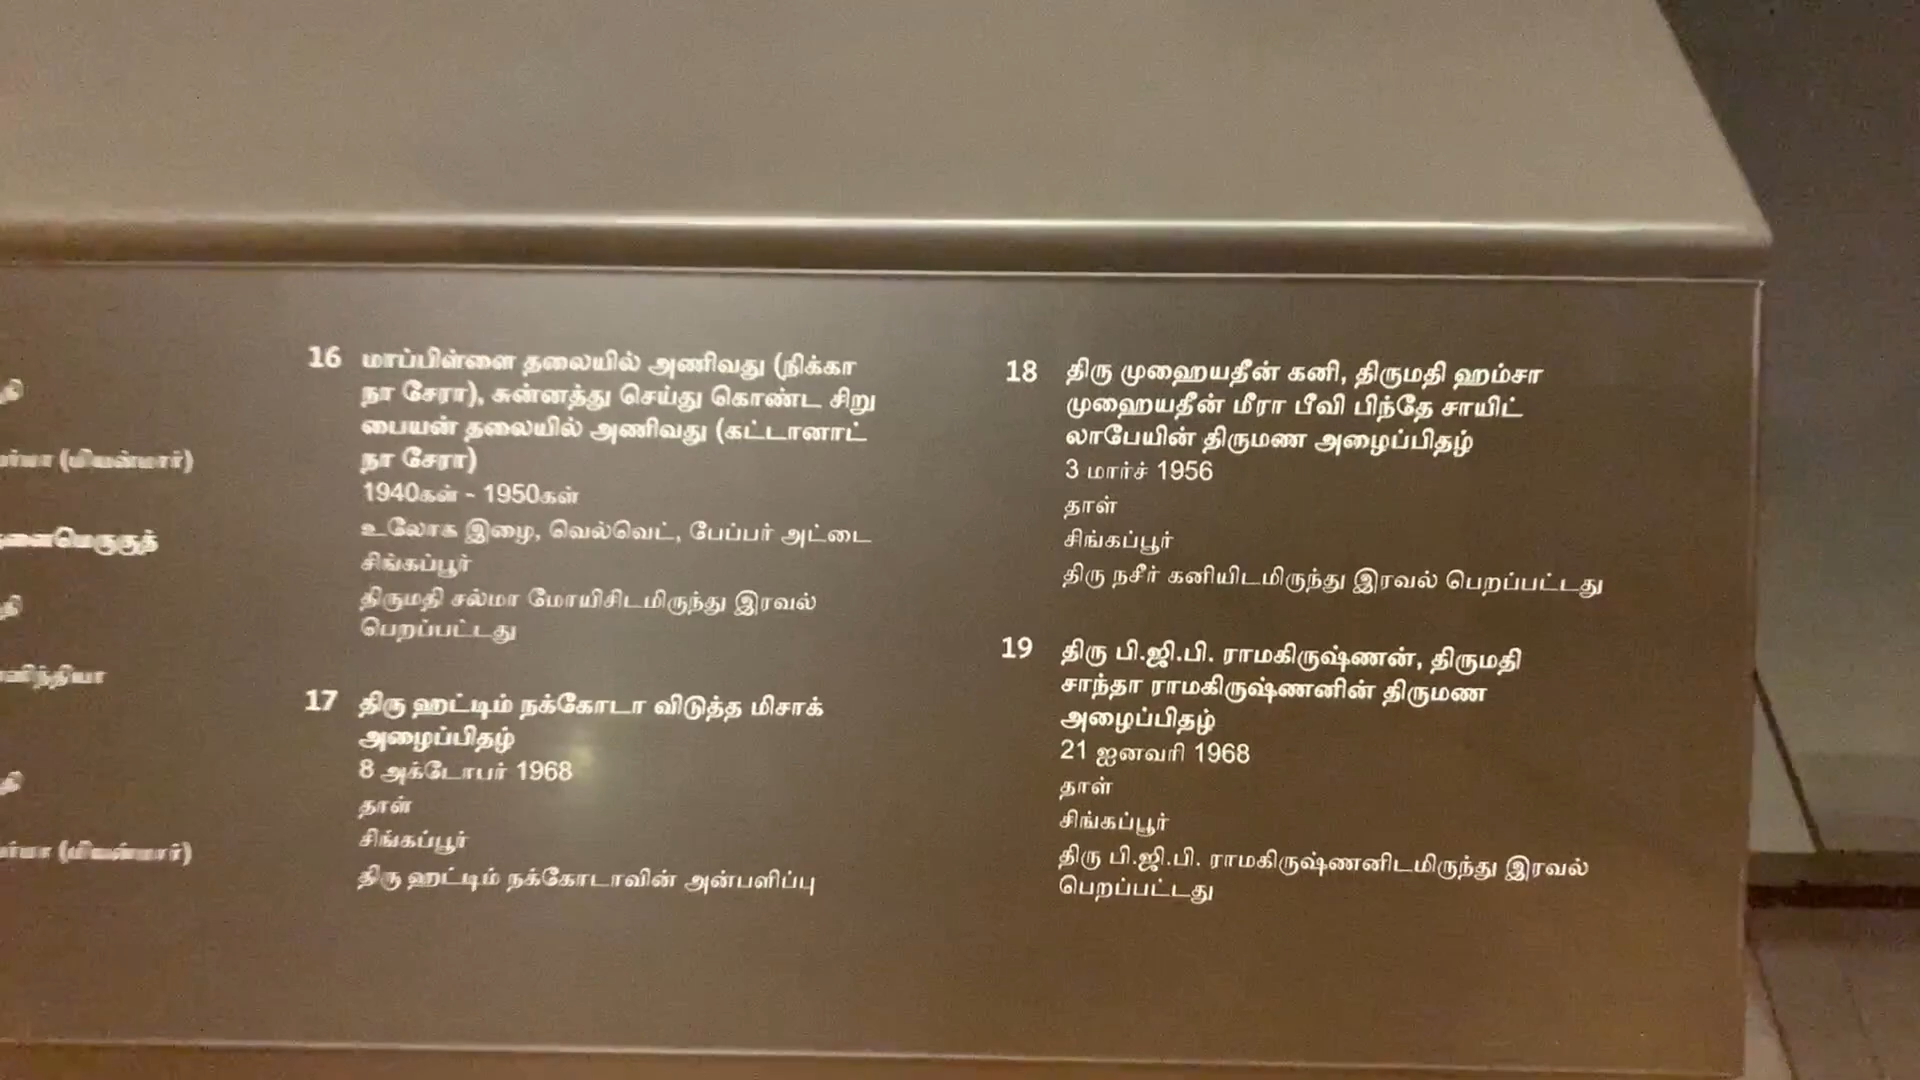 (மியன்மார்)
16 மாப்பிள்ளை தலையில் அணிவது (நிக்கா
நா சேரா), சுன்னத்து செய்து கொண்ட சிறு
பையன் தலையில் அணிவது (கட்டானாட்
நா சேரா)
1940கள் - 1950கள்
உலோக இழை, வெல்வெட், பேப்பர் அட்டை
சிங்கப்பூர்
திருமதி சல்மா மோயிசிடமிருந்து இரவல்
பெறப்பட்டது
17 திரு ஹட்டிம் நக்கோடா விடுத்த மிசாக்
அழைப்பிதழ்
8 அக்டோபர் 1968
தாள்
சிங்கப்பூர்
திரு ஹட்டிம் நக்கோடாவின் அன்பளிப்பு
(மியன்மார்)
18 திரு முஹையதீன் கனி, திருமதி ஹம்சா
முஹையதீன் மீரா பீவி பிந்தே சாயிட்
லாபேயின் திருமண அழைப்பிதழ்
3 மார்ச் 1956
தாள்
சிங்கப்பூர்
திரு நசீர் கனியிடமிருந்து இரவல் பெறப்பட்டது
19 திரு பி.ஜி.பி. ராமகிருஷ்ணன், திருமதி
சாந்தா ராமகிருஷ்ணனின் திருமண
அழைப்பிதழ்
21 ஜனவரி 1968
தாள்
சிங்கப்பூர்
திரு பி.ஜி.பி. ராமகிருஷ்ணனிடமிருந்து இரவல்
பெறப்பட்டது